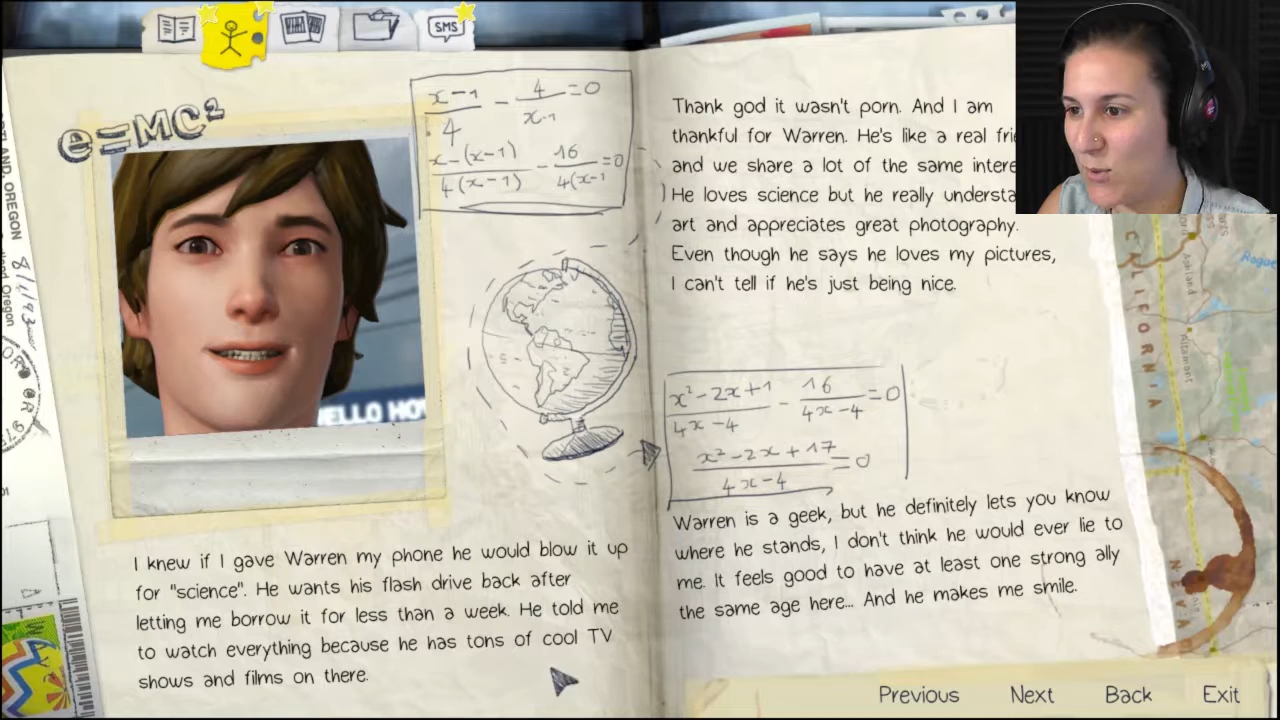 SMS
e=MC²
x-1 / 4 - 4 / x-1 =0
x-(x-1) / 4(x-1) - 16 / 4(x-1 =0
HELLO
I knew if I gave Warren my phone he would blow it up
for "science". He wants his flash drive back after
letting me borrow it for less than a week. He told me
to watch everything because he has tons of cool TV
shows and films on there.
Thank god it wasn't porn. And I am
thankful for Warren. He's like a real
and we share a lot of the same
He loves science but he really
art and appreciates great photography.
Even though he says he loves my pictures,
I can't tell if he's just being nice.
x²-2x+1 / 4x-4 - 16 / 4x-4 =0
x²-2x+17 / 4x-4 =0
Warren is a geek, but he definitely lets you know
where he stands, I don't think he would ever lie to
me. It feels good to have at least one strong ally
the same age here... And he makes me smile.
OREGON
Oregon
CALIFORNIA
Altamont
Previous Next Back Exit